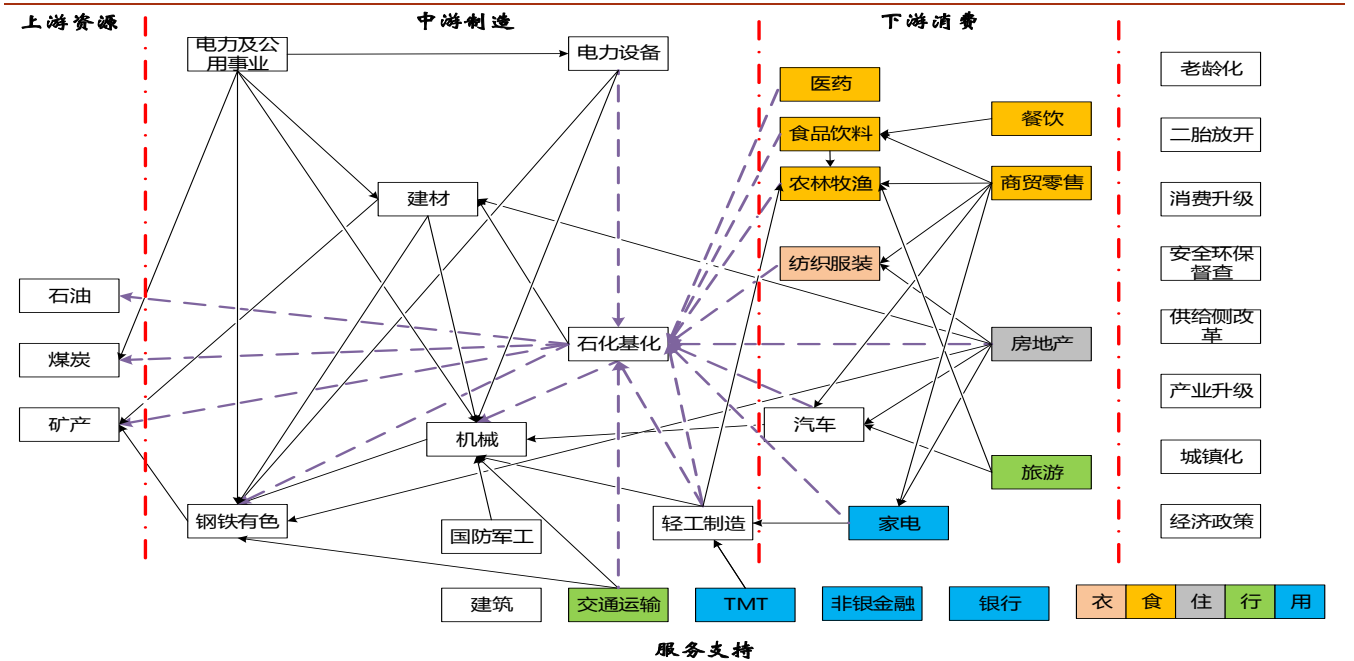 上游资源
中游制造
下游消费
电力及公
用事业
电力设备
医药
食品饮料
农林牧渔
餐饮
商贸零售
建材
纺织服装
石油
煤炭
矿产
石化基化
房地产
汽车
机械
旅游
钢铁有色
国防军工
轻工制造
家电
建筑
交通运输
TMT
非银金融
银行
衣 食 住 行 用
服务支持
老龄化
二胎放开
消费升级
安全环保
督查
供给侧改
革
产业升级
城镇化
经济政策